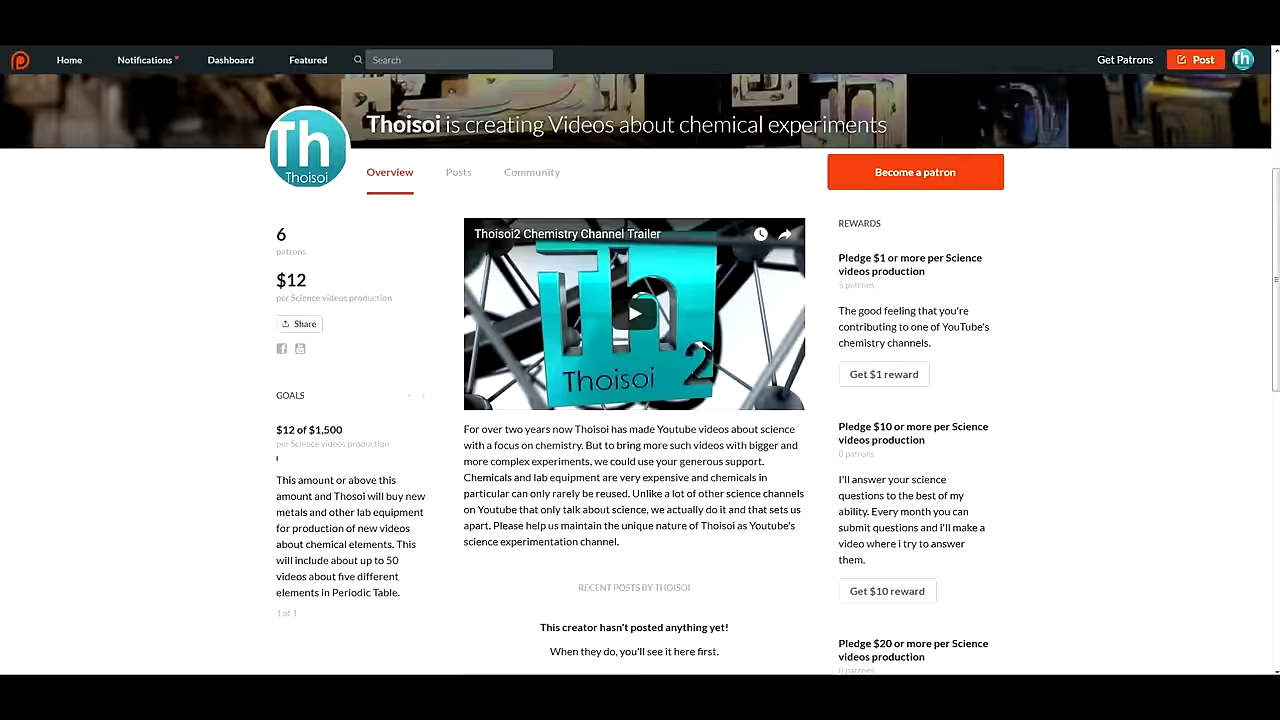 Home Notifications Dashboard Featured Search Get Patrons Post Th
Thoisoi is creating Videos about chemical experiments
Th
Thoisoi
Overview Posts Community
Become a patron
6
patrons
$12
per Science videos production
Share
GOALS
$12 of $1,500
per Science videos production
This amount or above this
amount and Thosoi will buy new
metals and other lab equipment
for production of new videos
about chemical elements. This
will include about up to 50
videos about five different
elements in Periodic Table.
1 of 1
Thoisoi2 Chemistry Channel Trailer
Th
Thoisoi 2
For over two years now Thoisoi has made Youtube videos about science
with a focus on chemistry. But to bring more such videos with bigger and
more complex experiments, we could use your generous support.
Chemicals and lab equipment are very expensive and chemicals in
particular can only rarely be reused. Unlike a lot of other science channels
on Youtube that only talk about science, we actually do it and that sets us
apart. Please help us maintain the unique nature of Thoisoi as Youtube's
science experimentation channel.
RECENT POSTS BY THOISOI
This creator hasn't posted anything yet!
When they do, you'll see it here first.
REWARDS
Pledge $1 or more per Science
videos production
5 patrons
The good feeling that you're
contributing to one of YouTube's
chemistry channels.
Get $1 reward
Pledge $10 or more per Science
videos production
0 patrons
I'll answer your science
questions to the best of my
ability. Every month you can
submit questions and i'll make a
video where i try to answer
them.
Get $10 reward
Pledge $20 or more per Science
videos production
0 patrons